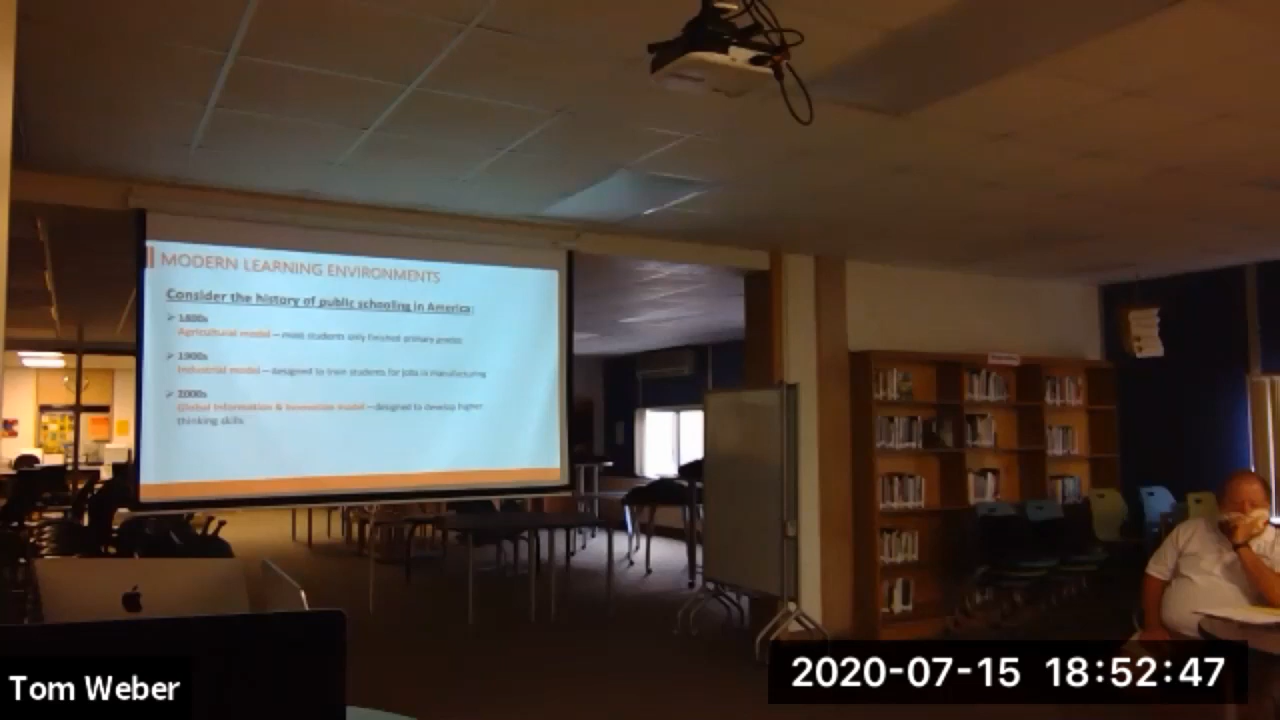 MODERN LEARNING ENVIRONMENTS
Consider the history of public schooling in America:
➢ 1800s
Agricultural model – most students only finished primary grades
➢ 1900s
Industrial model – designed to train students for jobs in manufacturing
➢ 2000s
Global Information & Innovation model – designed to develop higher
thinking skills
Tom Weber
2020-07-15 18:52:47